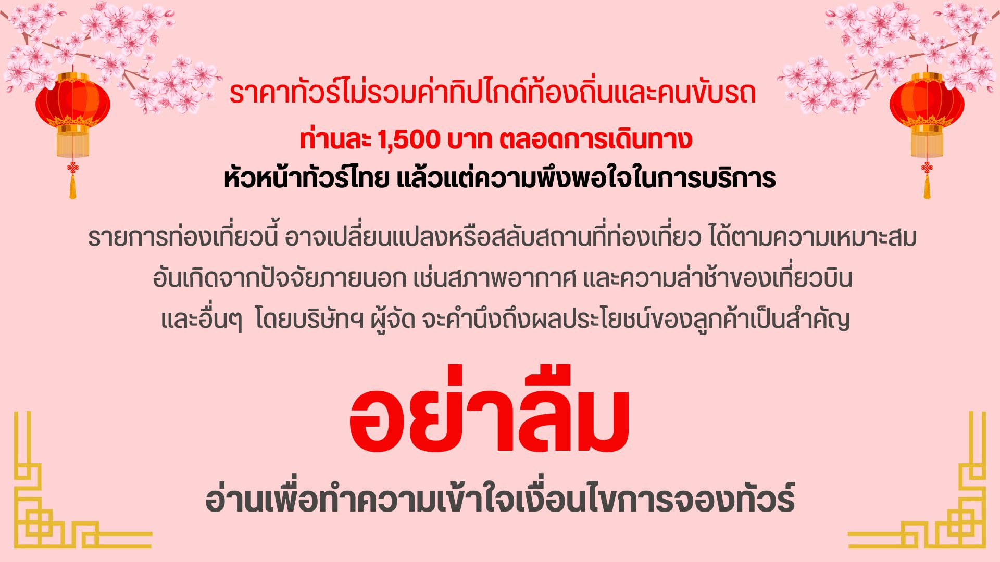 ราคาทัวร์ไม่รวมค่าทิปไกด์ท้องถิ่นและคนขับรถ
ท่านละ 1,500 บาท ตลอดการเดินทาง
หัวหน้าทัวร์ไทย แล้วแต่ความพึงพอใจในการบริการ
รายการท่องเที่ยวนี้ อาจเปลี่ยนแปลงหรือสลับสถานที่ท่องเที่ยว ได้ตามความเหมาะสม
อันเกิดจากปัจจัยภายนอก เช่นสภาพอากาศ และความล่าช้าของเที่ยวบิน
และอื่นๆ โดยบริษัทฯ ผู้จัด จะคำนึงถึงผลประโยชน์ของลูกค้าเป็นสำคัญ
อย่าลืม
อ่านเพื่อทำความเข้าใจเงื่อนไขการจองทัวร์